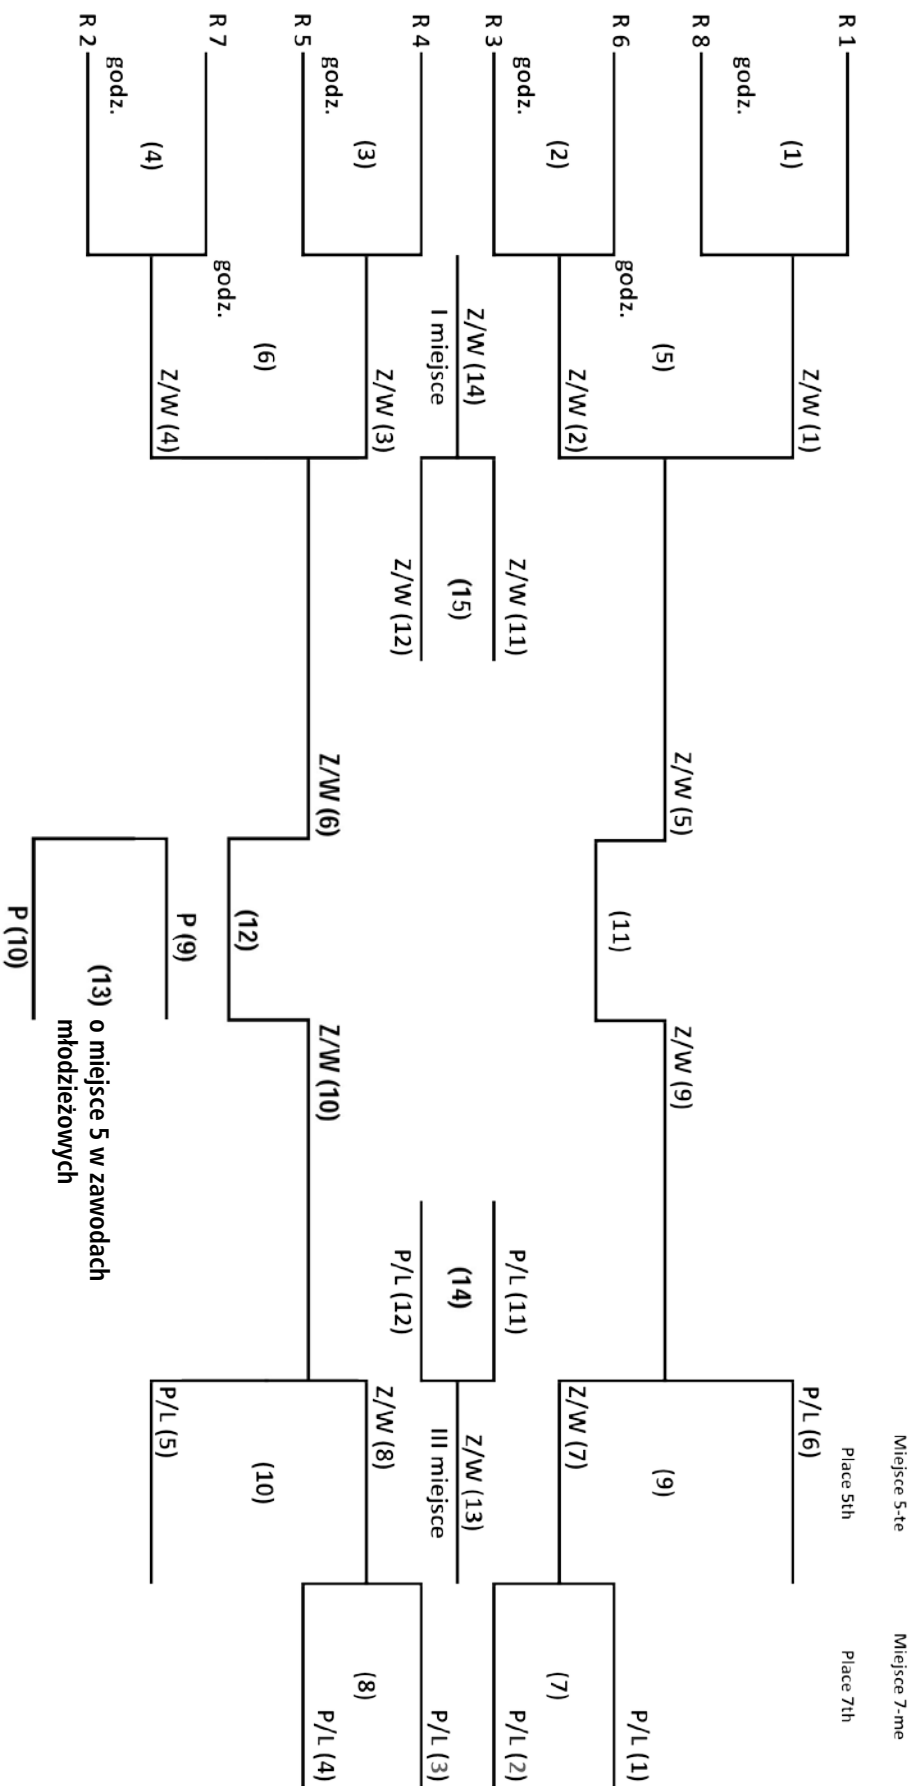 Miejsce 5-te
Miejsce 7-me
R 1
Place 5th
Place 7th
Z/W (1)
P/L (6)
(1)
godz.
R 8
Z/W (5)
Z/W (9)
(5)
(9)
P/L (1)
godz.
R 6
(11)
Z/W (2)
Z/W (7)
(2)
(7)
godz.
Z/W (11)
P/L (11)
P/L (2)
R 3
Z/W (14)
Z/W (13)
(15)
(14)
I miejsce
III miejsce
P/L (3)
R 4
Z/W (12)
P/L (12)
Z/W (3)
Z/W (8)
(3)
(8)
godz.
Z/W (6)
Z/W (10)
P/L (4)
R 5
(6)
(10)
(12)
godz.
R 7
P (9)
Z/W (4)
P/L (5)
(4)
godz.
(13) o miejsce 5 w zawodach
młodzieżowych
R 2
P (10)